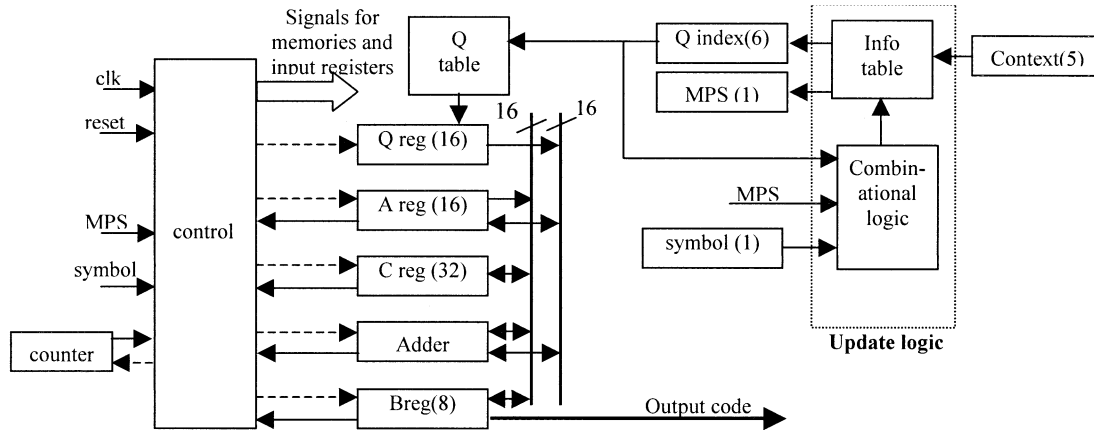 Signals for
memories and
input registers
clk
reset
MPS
symbol
control
counter
Q
table
16
16
Q reg (16)
A reg (16)
C reg (32)
Adder
Breg(8)
Output code
Q index(6)
MPS (1)
Info
table
Context(5)
MPS
symbol (1)
Combin-
ational
logic
Update logic